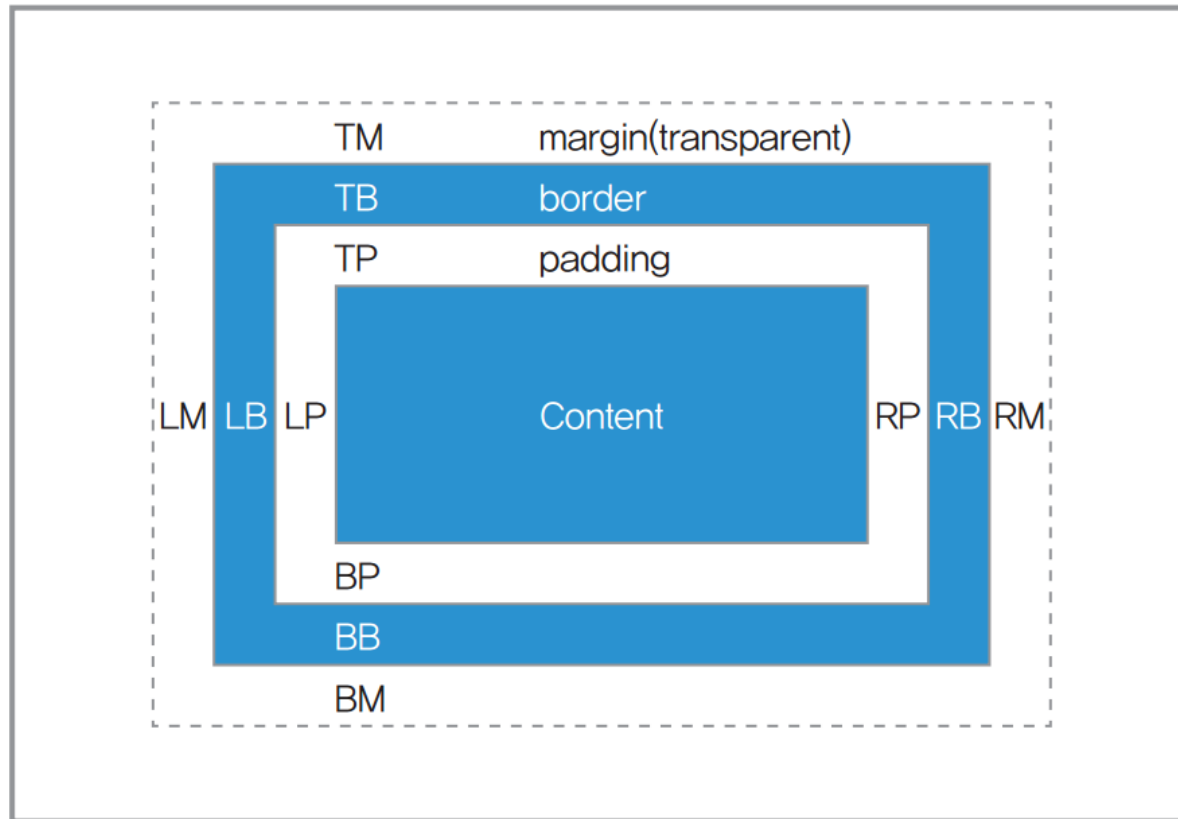 TM margin(transparent)
TB border
TP padding
LM LB LP Content RP RB RM
BP
BB
BM